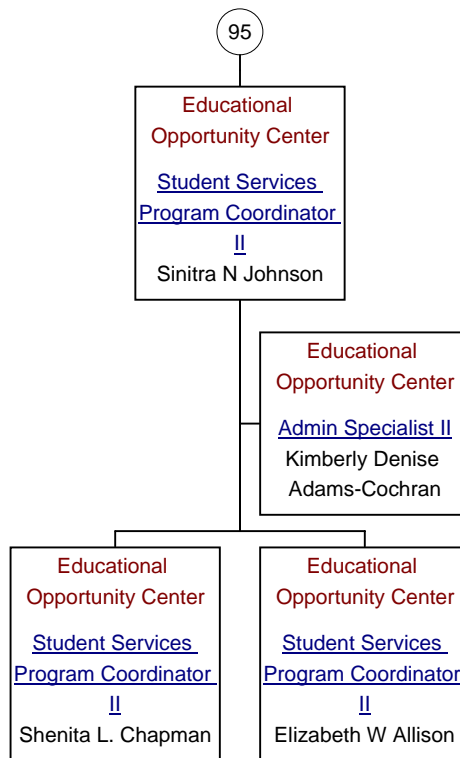 95
Educational
Opportunity Center
Student Services
Program Coordinator
II
Sinitra N Johnson
Educational
Opportunity Center
Admin Specialist II
Kimberly Denise
Adams-Cochran
Educational
Opportunity Center
Student Services
Program Coordinator
II
Shenita L. Chapman
Educational
Opportunity Center
Student Services
Program Coordinator
II
Elizabeth W Allison